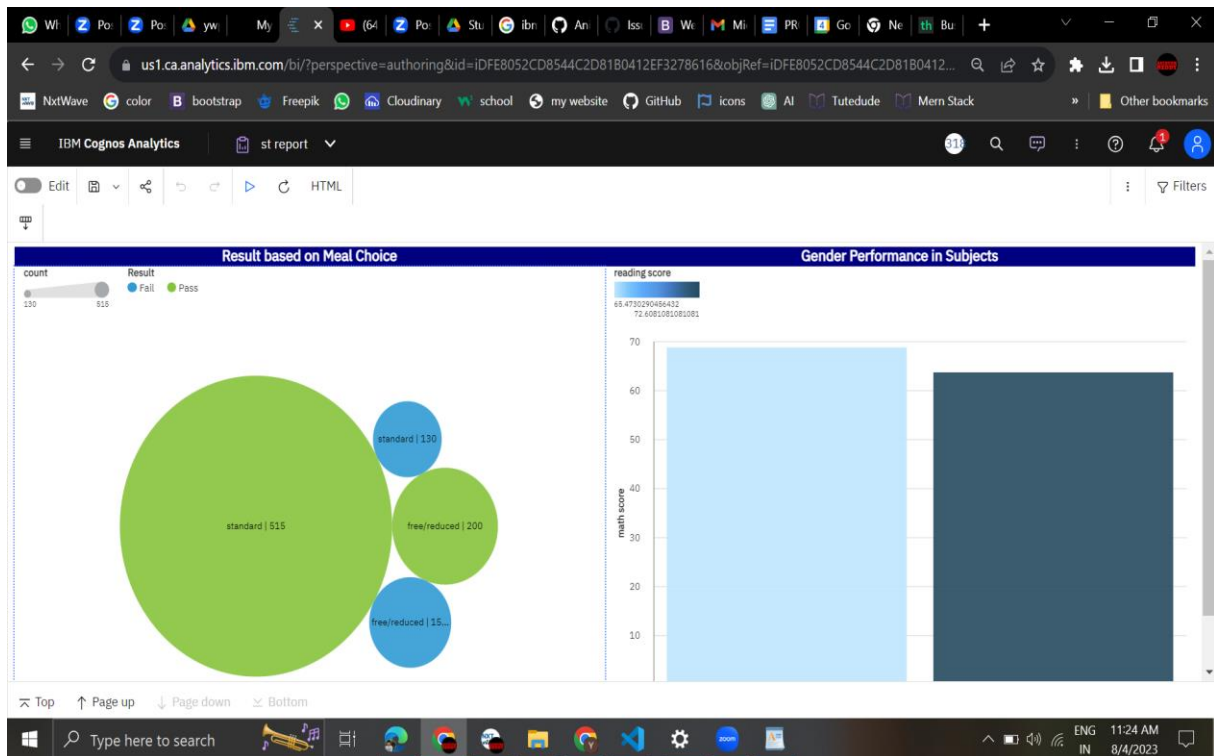 Wh Po: Po: yw My (64 Po: Stu ibn An Issu We Mi PR Go Ne Bu:
us1.ca.analytics.ibm.com/bi/?perspective=authoring&id=iDFE8052CD8544C2D81B0412EF3278616&objRef=iDFE8052CD8544C2D81B0412...
NxtWave color bootstrap Freepik Cloudinary school my website GitHub icons AI Tutedude Mern Stack » Other bookmarks
IBM Cognos Analytics st report 318 1
Edit HTML Filters
Result based on Meal Choice Gender Performance in Subjects
count Result reading score
Fail Pass
130 515 65.4730290456432
72.6081081081081
70
60
standard | 130
50
40
standard | 515 free/reduced | 200
math score
30
20
free/reduced | 15...
10
Top Page up Page down Bottom
Type here to search zoom ENG 11:24 AM
IN 8/4/2023